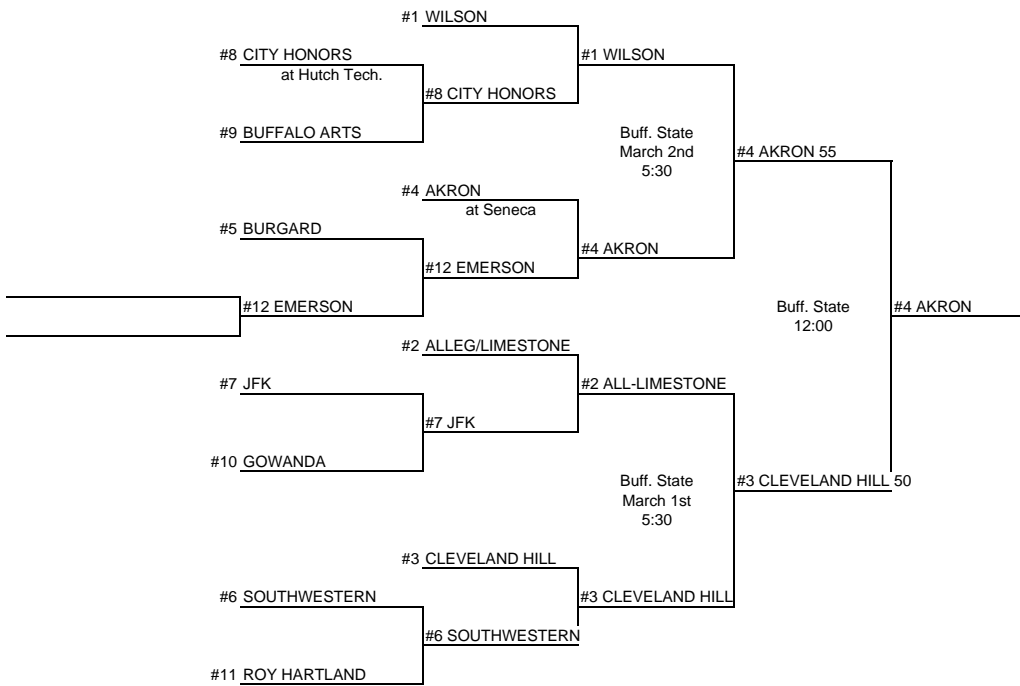 #1 WILSON
#8 CITY HONORS
at Hutch Tech.
#1 WILSON
#8 CITY HONORS
#9 BUFFALO ARTS
Buff. State
March 2nd
5:30
#4 AKRON 55
#4 AKRON
at Seneca
#5 BURGARD
#4 AKRON
#12 EMERSON
#12 EMERSON
Buff. State
12:00
#4 AKRON
#2 ALLEG/LIMESTONE
#7 JFK
#2 ALL-LIMESTONE
#7 JFK
#10 GOWANDA
Buff. State
March 1st
5:30
#3 CLEVELAND HILL 50
#3 CLEVELAND HILL
#6 SOUTHWESTERN
#3 CLEVELAND HILL
#6 SOUTHWESTERN
#11 ROY HARTLAND